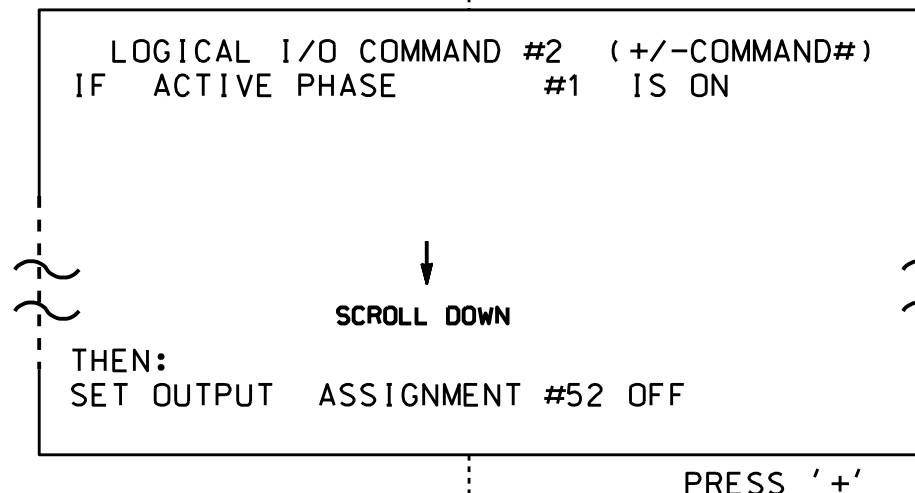 LOGICAL I/O COMMAND #2 (+/-COMMAND#)
IF ACTIVE PHASE #1 IS ON
SCROLL DOWN
THEN:
SET OUTPUT ASSIGNMENT #52 OFF
PRESS '+'